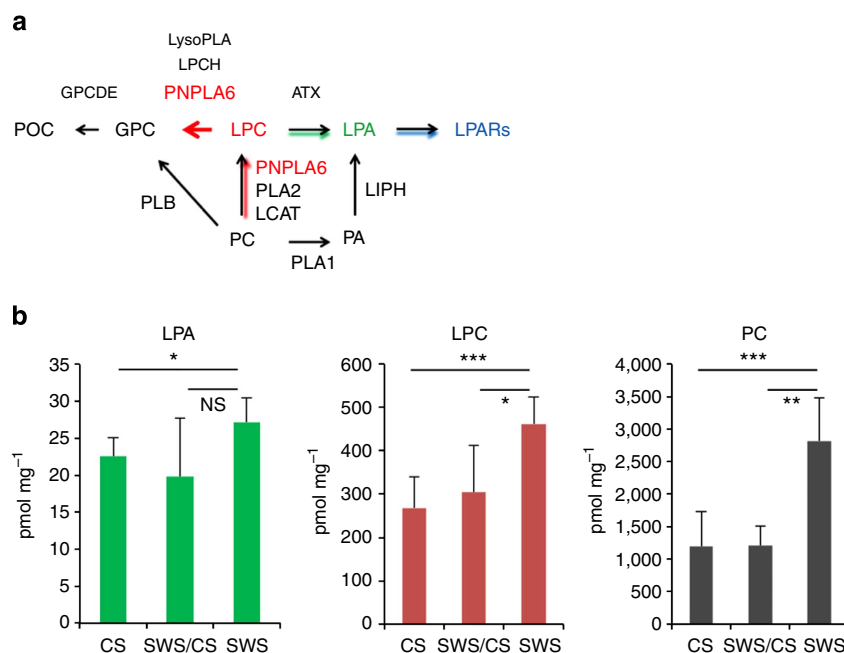 a
LysoPLA
LPCH
GPCDE PNPLA6 ATX
POC GPC LPC LPA LPARs
PNPLA6
PLA2
LCAT
PLB
LIPH
PC PA
PLA1
b
LPA
35
30
25
20
15
10
5
0
pmol mg⁻¹
*
NS
CS SWS/CS SWS
LPC
600
500
400
300
200
100
0
pmol mg⁻¹
***
*
CS SWS/CS SWS
PC
4,000
3,500
3,000
2,500
2,000
1,500
1,000
500
0
pmol mg⁻¹
***
**
CS SWS/CS SWS